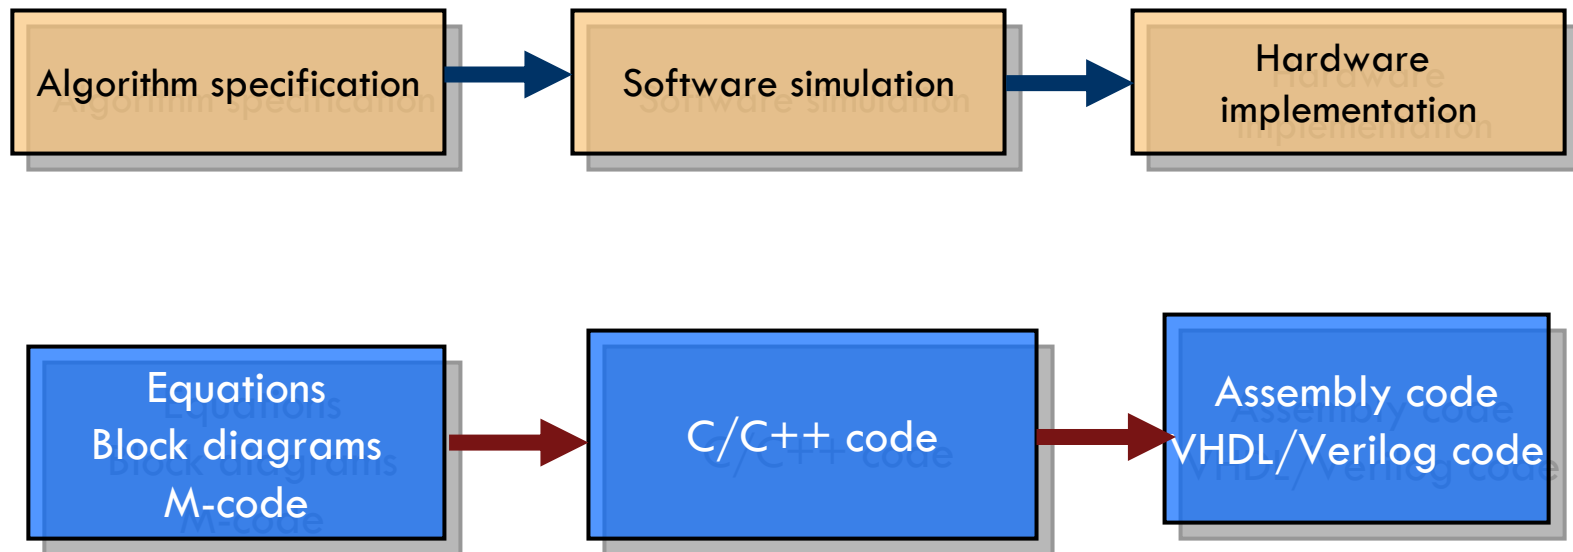 Algorithm specification
Software simulation
Hardware
implementation
Equations
Block diagrams
M-code
C/C++ code
Assembly code
VHDL/Verilog code